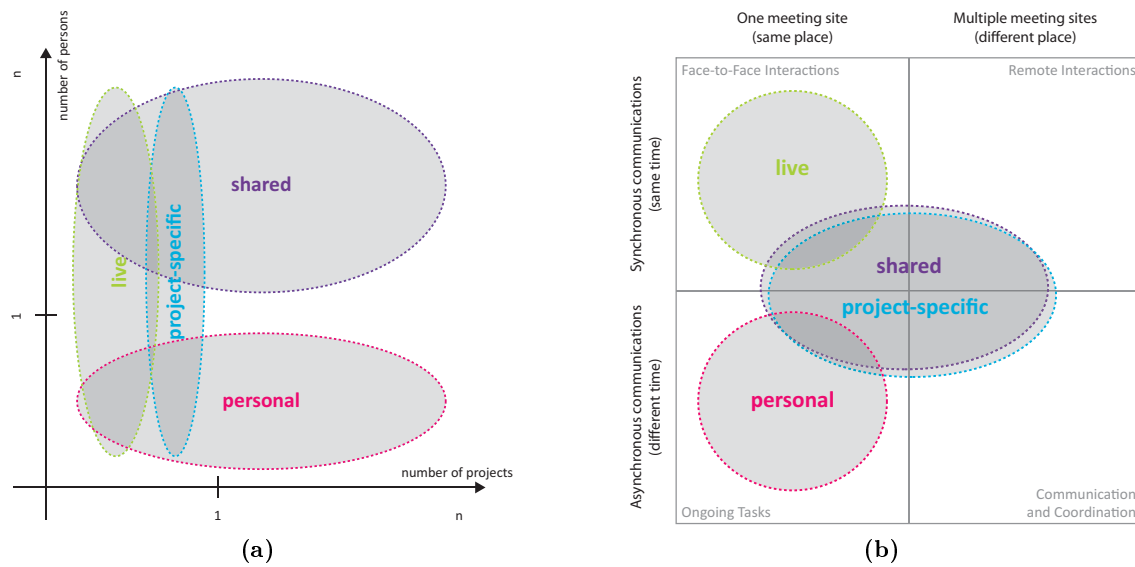 number of persons
n
1
shared
live
project-specific
personal
number of projects
1
n
(a)
One meeting site
(same place)
Multiple meeting sites
(different place)
Synchronous communications
(same time)
Asynchronous communications
(different time)
Face-to-Face Interactions
Remote Interactions
live
shared
project-specific
personal
Ongoing Tasks
Communication
and Coordination
(b)